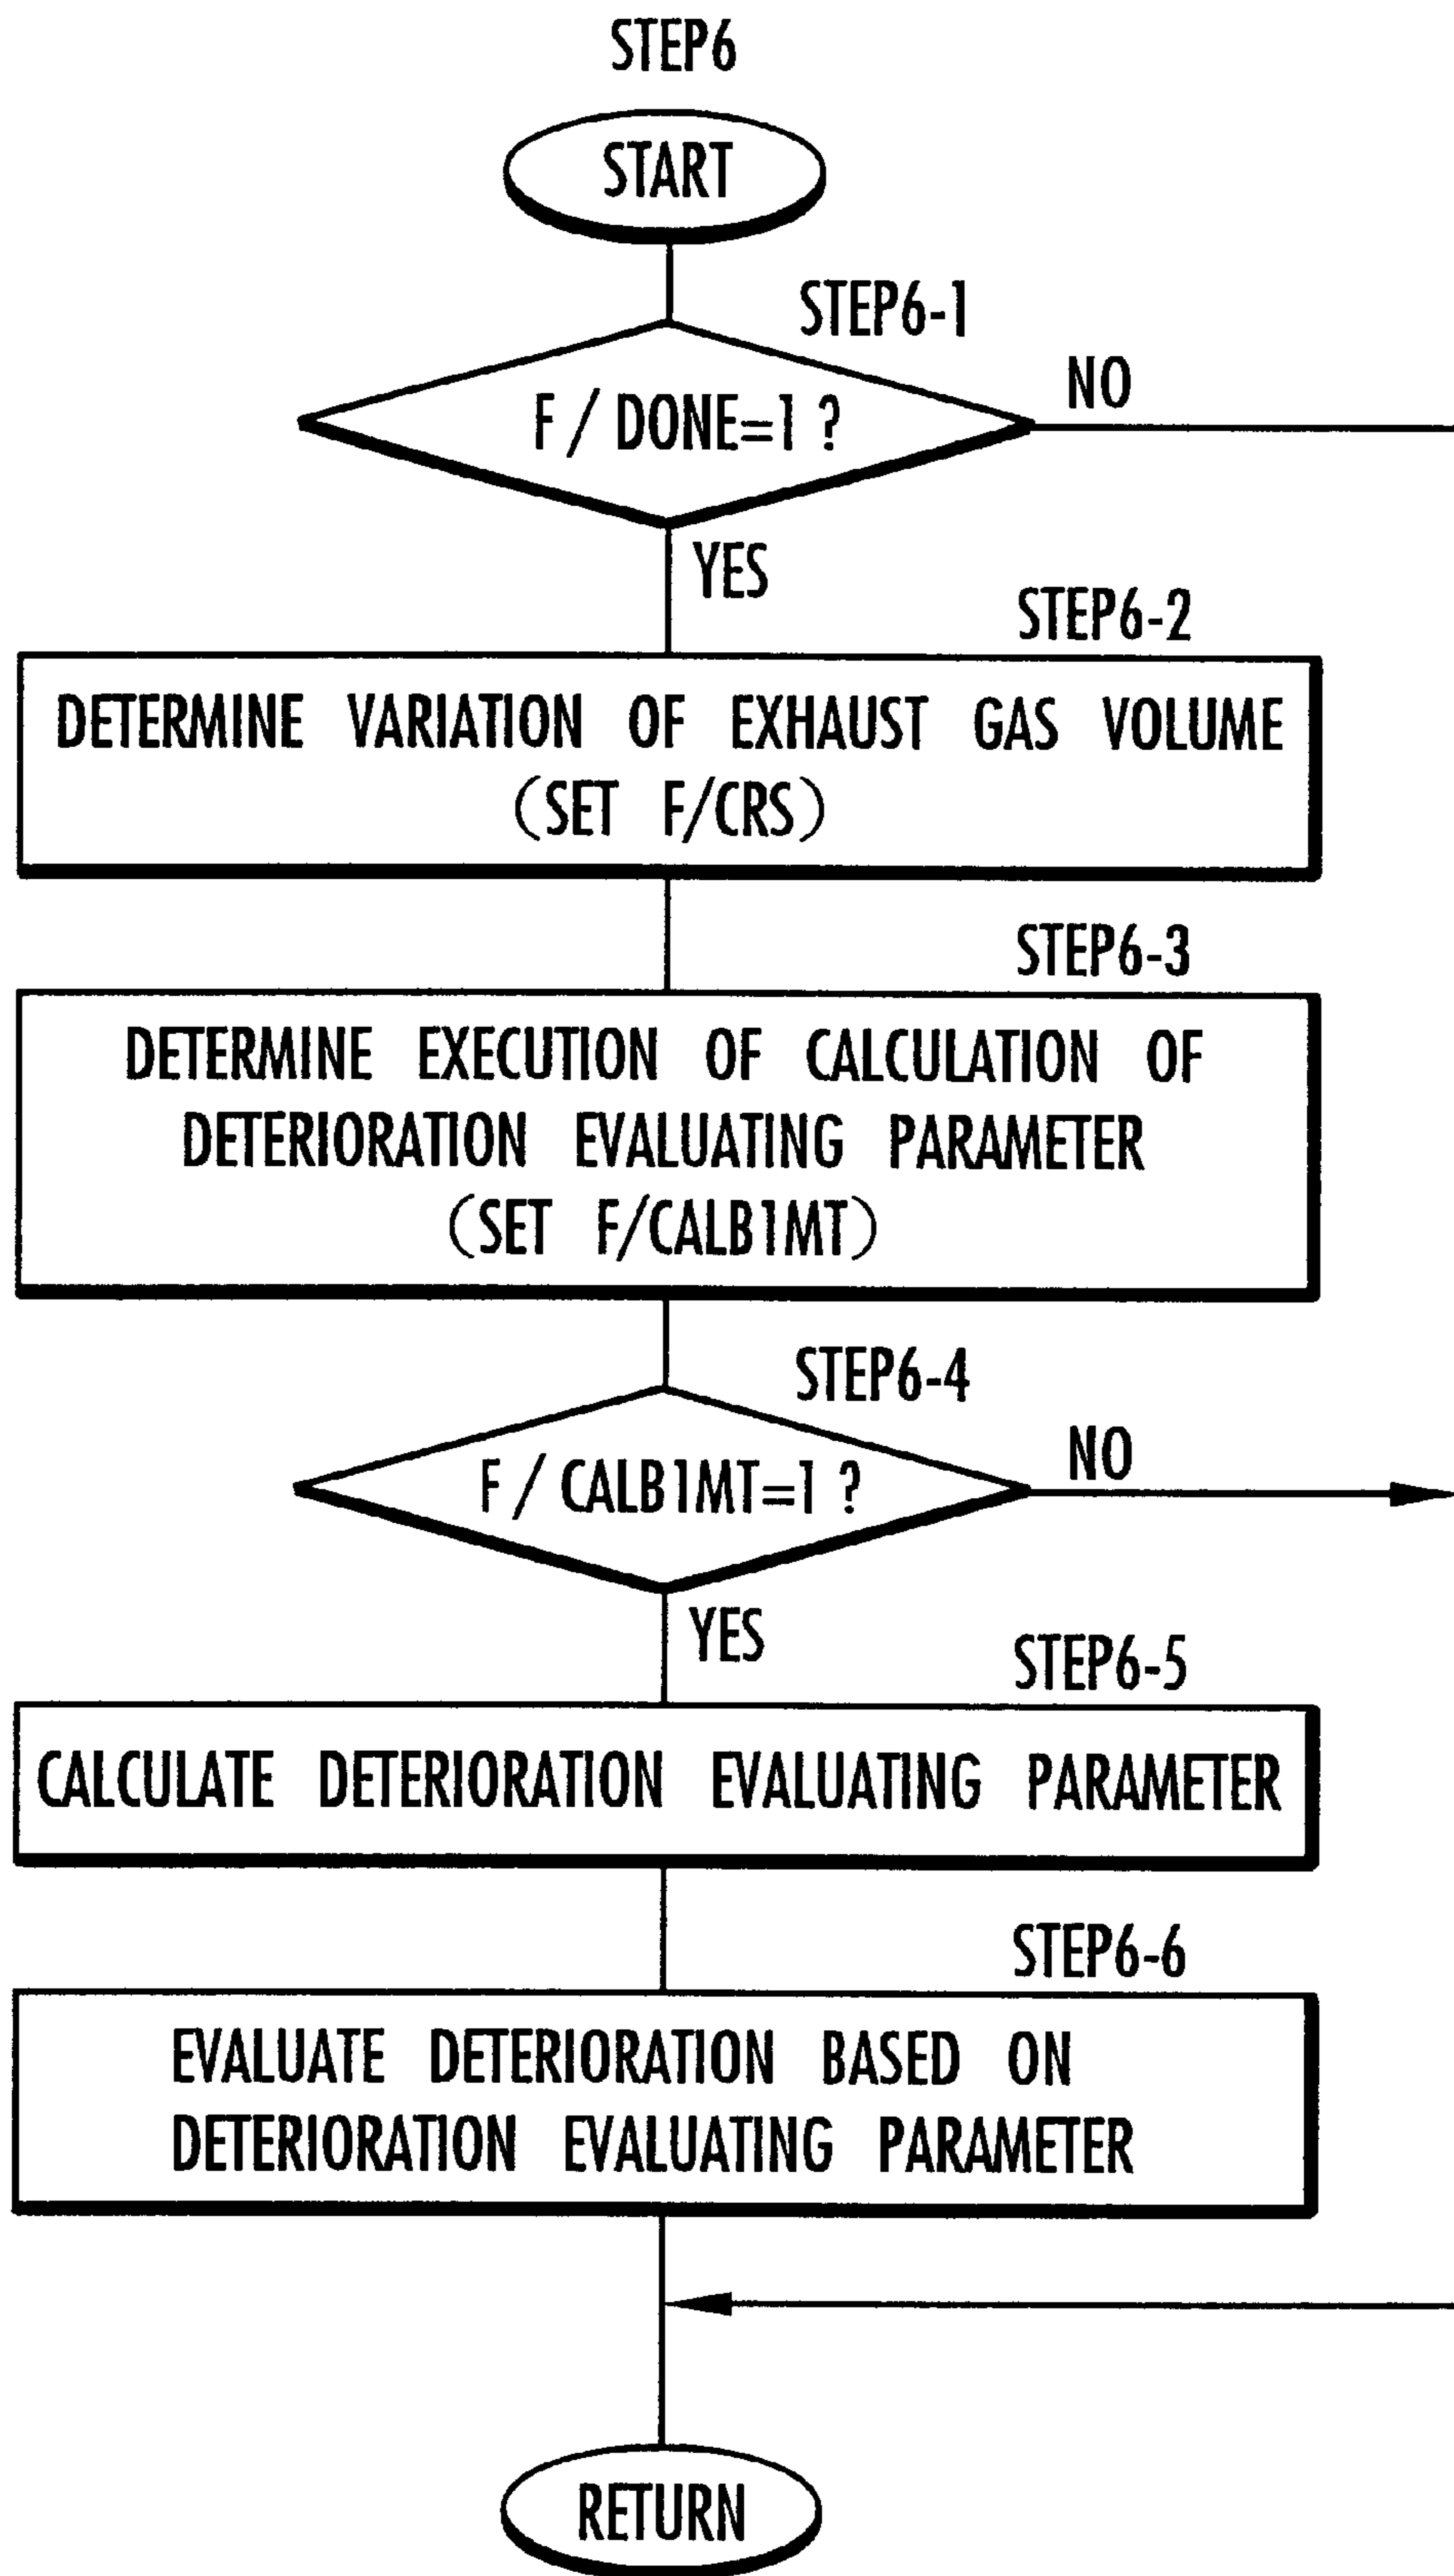 STEP6
START
STEP6-1
F / DONE=1 ?
NO
YES
STEP6-2
DETERMINE VARIATION OF EXHAUST GAS VOLUME
(SET F/CRS)
STEP6-3
DETERMINE EXECUTION OF CALCULATION OF
DETERIORATION EVALUATING PARAMETER
(SET F/CALB1MT)
STEP6-4
F / CALB1MT=1 ?
NO
YES
STEP6-5
CALCULATE DETERIORATION EVALUATING PARAMETER
STEP6-6
EVALUATE DETERIORATION BASED ON
DETERIORATION EVALUATING PARAMETER
RETURN